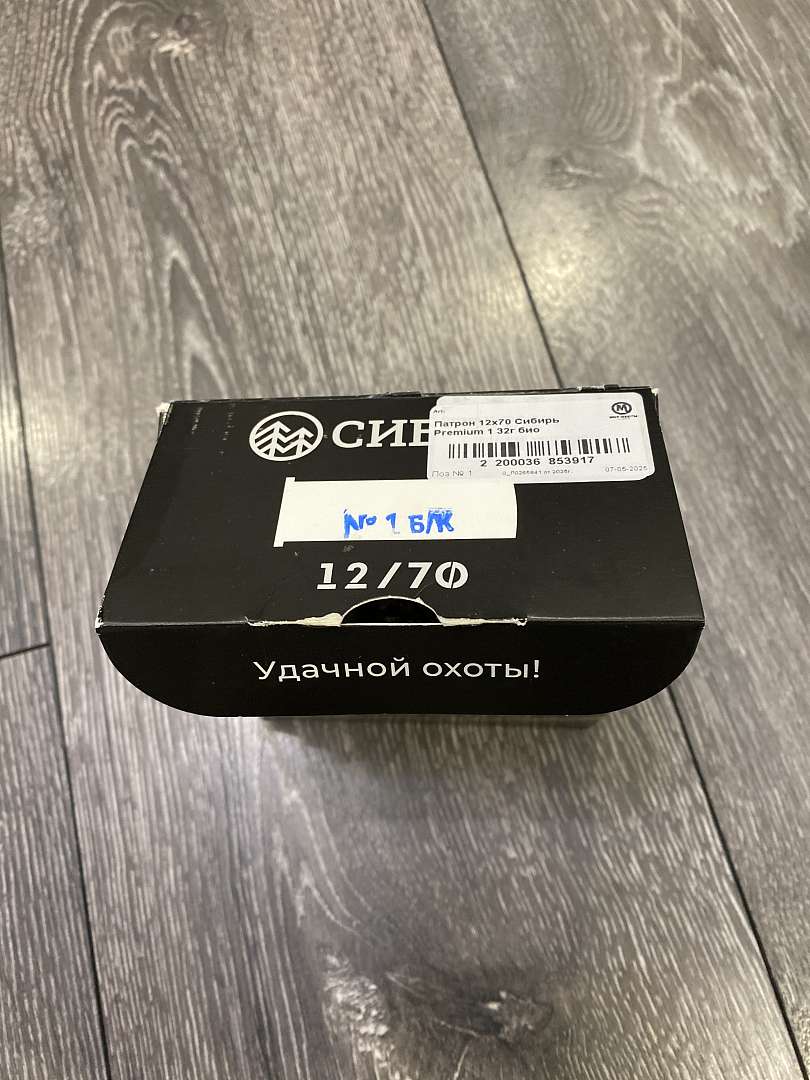 СИБ
Арт.
Патрон 12х70 Сибирь
Premium 1 32г био
2 200036 853917
Поз № 1
07-05-2025
№ 1 Б/К
12/70
Удачной охоты!